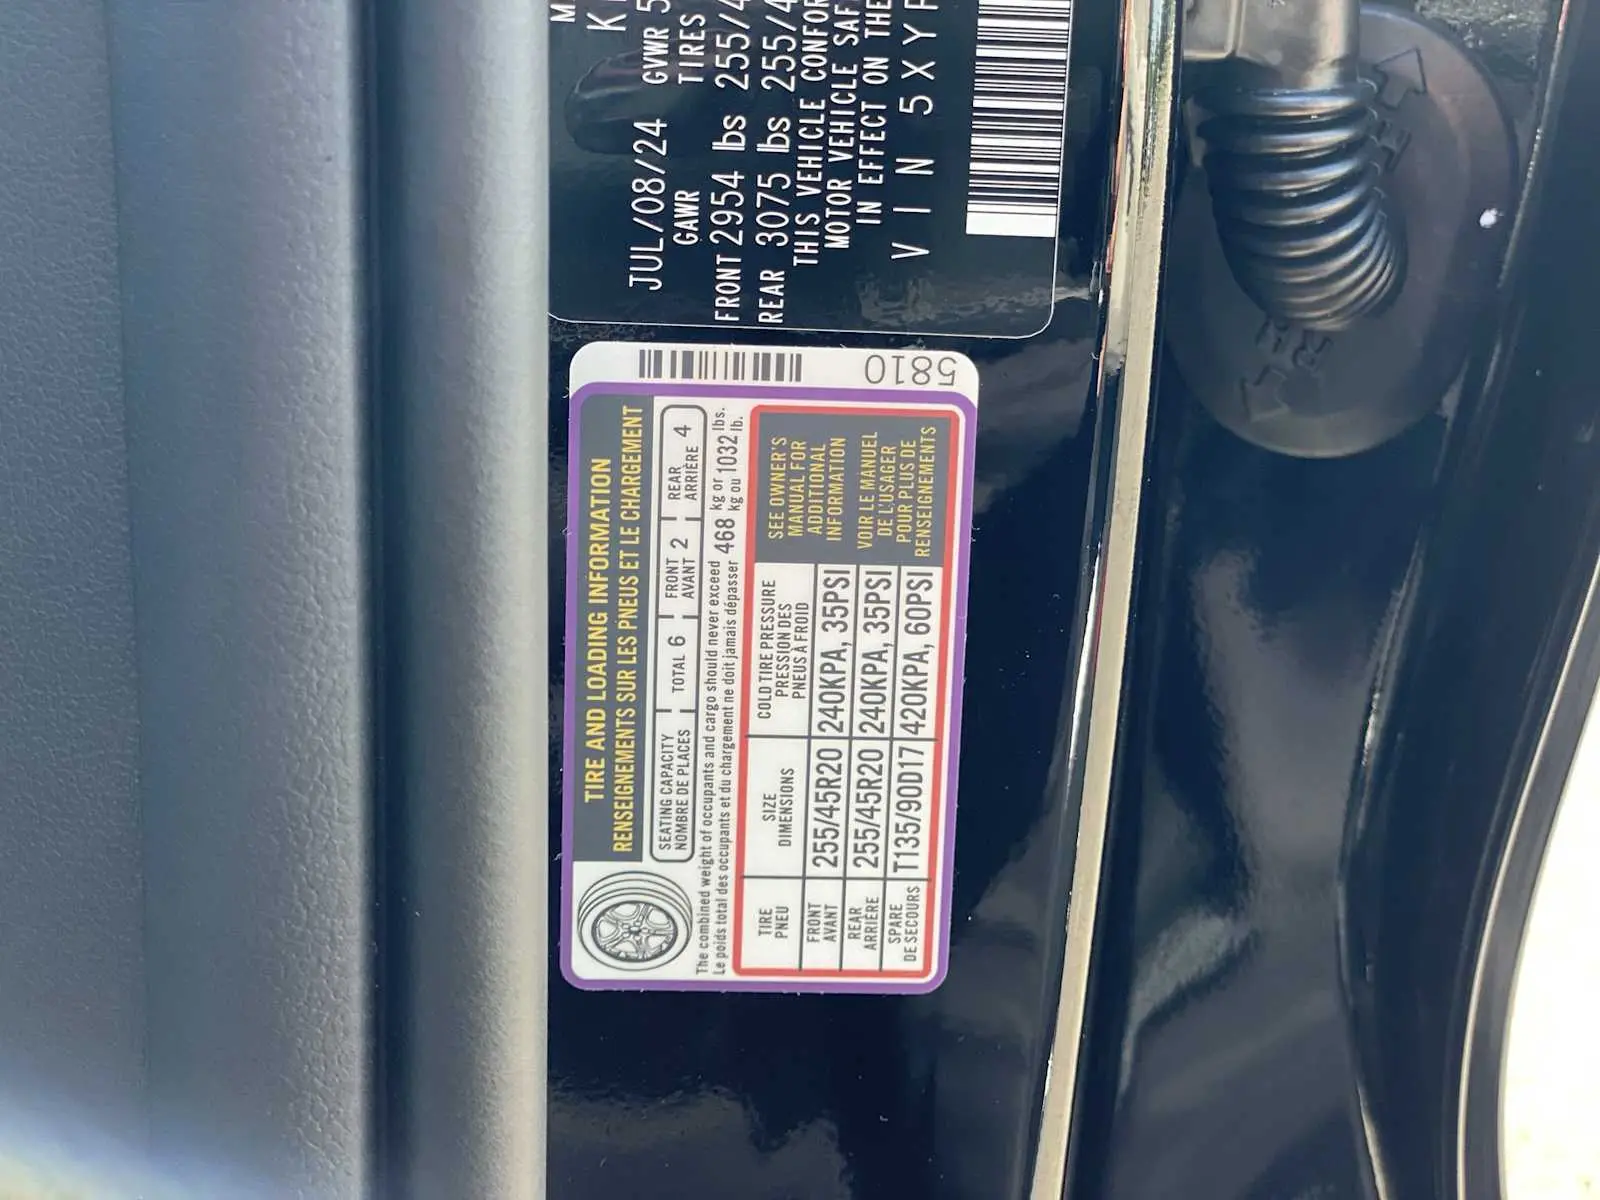 M
K
JUL/08/24 GVWR 5
GAWR TIRES
FRONT 2954 lbs 255/4
REAR 3075 lbs 255/4
THIS VEHICLE CONFOR
MOTOR VEHICLE SAF
IN EFFECT ON THE
VIN 5XYP
5810
TIRE AND LOADING INFORMATION
RENSEIGNEMENTS SUR LES PNEUS ET LE CHARGEMENT
SEATING CAPACITY
NOMBRE DE PLACES
TOTAL 6
FRONT
AVANT 2
REAR
ARRIÈRE 4
The combined weight of occupants and cargo should never exceed 468 kg or 1032 lbs.
Le poids total des occupants et du chargement ne doit jamais dépasser kg ou lb.
TIRE
PNEU
SIZE
DIMENSIONS
COLD TIRE PRESSURE
PRESSION DES
PNEUS À FROID
FRONT
AVANT
255/45R20
240KPA, 35PSI
REAR
ARRIÈRE
255/45R20
240KPA, 35PSI
SPARE
DE SECOURS
T135/90D17
420KPA, 60PSI
SEE OWNER'S
MANUAL FOR
ADDITIONAL
INFORMATION
VOIR LE MANUEL
DE L'USAGER
POUR PLUS DE
RENSEIGNEMENTS
LH
RH